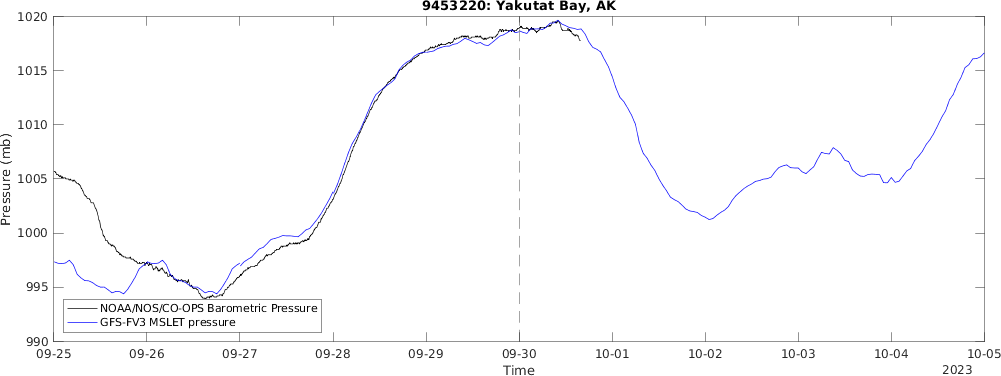 9453220: Yakutat Bay, AK
Pressure (mb)
1020
1015
1010
1005
1000
995
990
NOAA/NOS/CO-OPS Barometric Pressure
GFS-FV3 MSLET pressure
09-25 09-26 09-27 09-28 09-29 09-30 10-01 10-02 10-03 10-04 10-05
Time
2023